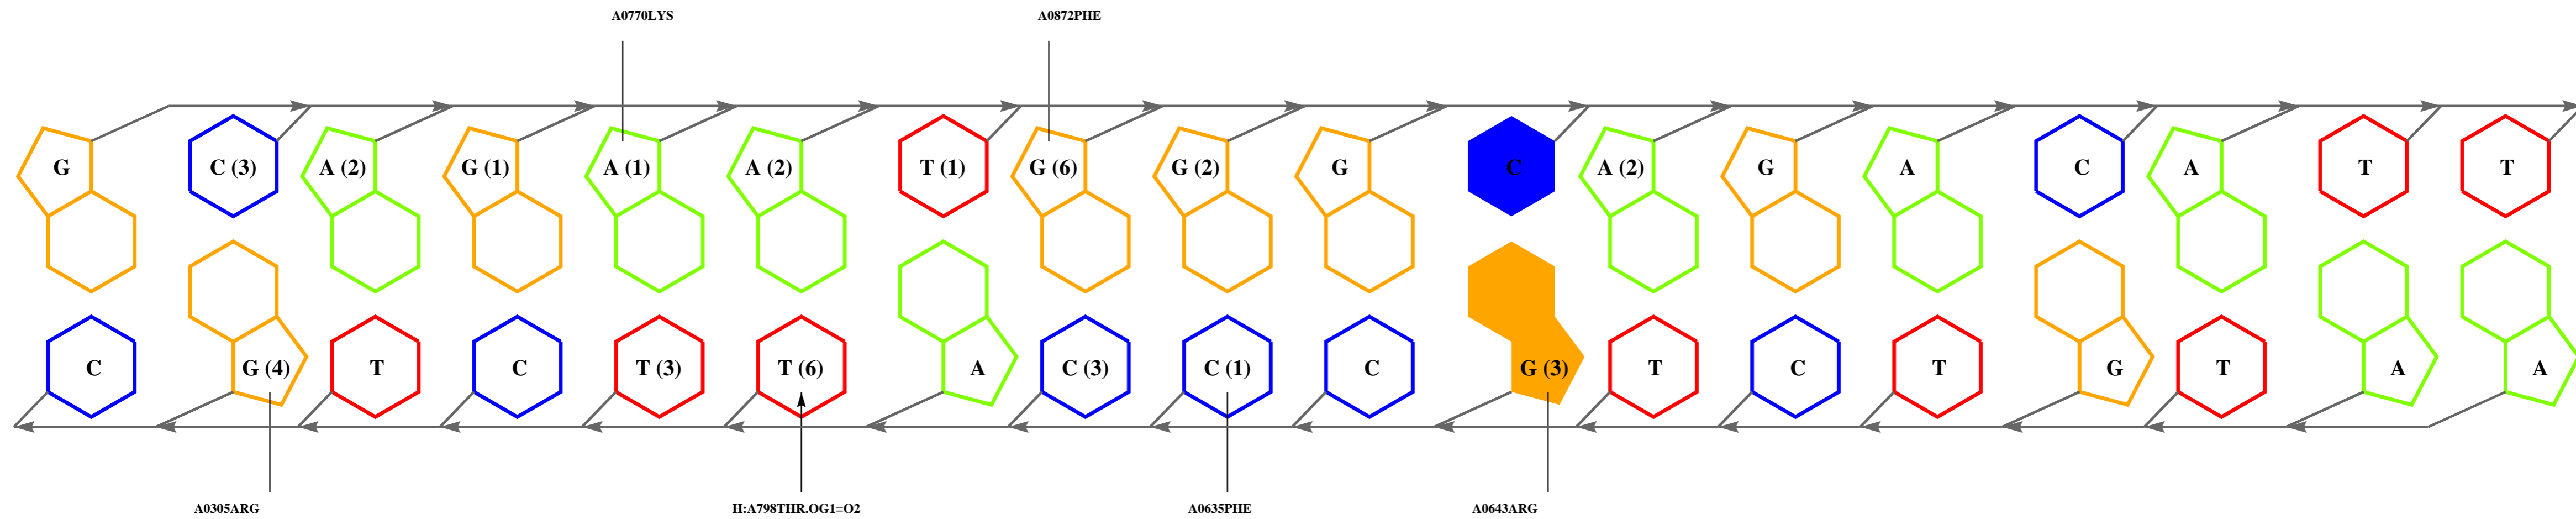 A0770LYS A0872PHE
G C (3) A (2) G (1) A (1) A (2) T (1) G (6) G (2) G C A (2) G A C A T T
C G (4) T C T (3) T (6) A C (3) C (1) C G (3) T C T G T A A
A0305ARG H:A798THR.OG1=O2 A0635PHE A0643ARG